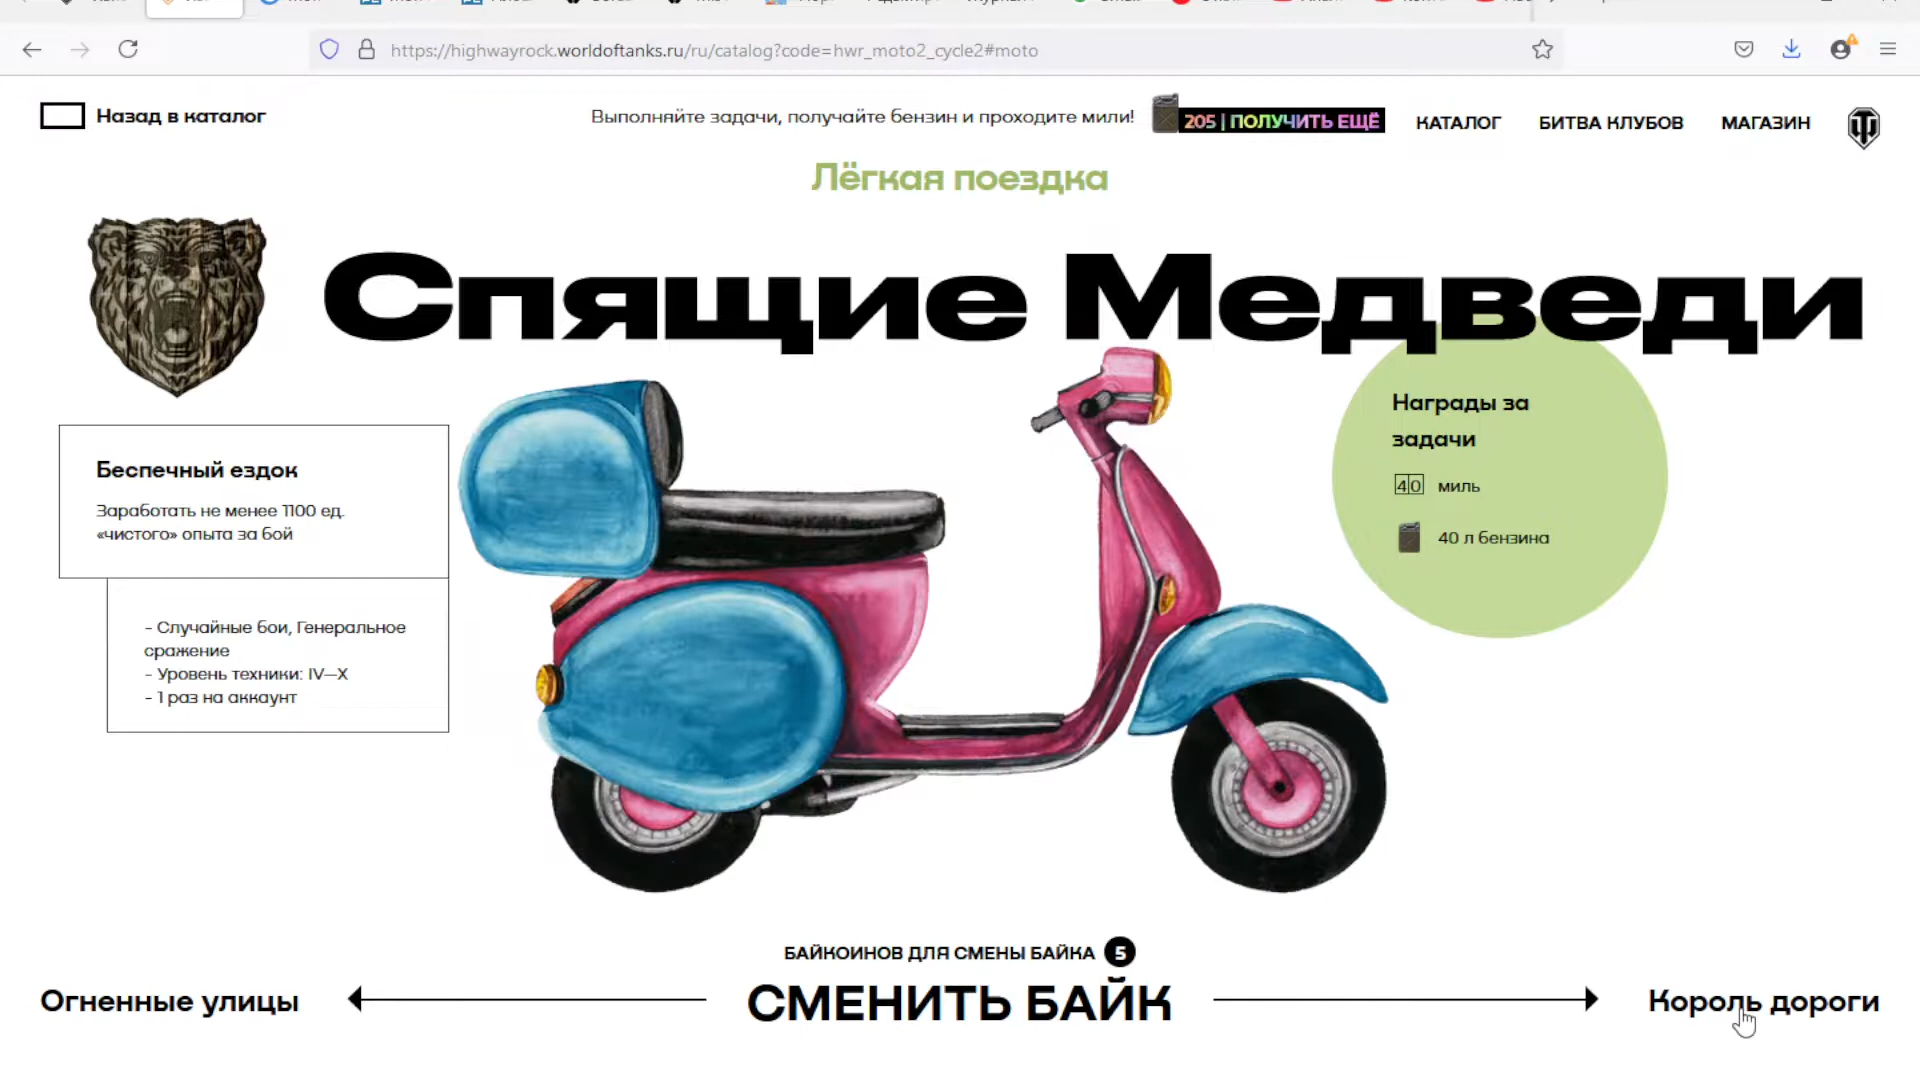 https://highwayrock.worldoftanks.ru/ru/catalog?code=hwr_moto2_cycle2#moto
Назад в каталог
Выполняйте задачи, получайте бензин и проходите мили!
205 | ПОЛУЧИТЬ ЕЩЁ
КАТАЛОГ
БИТВА КЛУБОВ
МАГАЗИН
Лёгкая поездка
Спящие Медведи
Беспечный ездок
Заработать не менее 1100 ед.
«чистого» опыта за бой
- Случайные бои, Генеральное
сражение
- Уровень техники: IV—X
- 1 раз на аккаунт
Награды за
задачи
40 миль
40 л бензина
БАЙКОИНОВ ДЛЯ СМЕНЫ БАЙКА 5
Огненные улицы
СМЕНИТЬ БАЙК
Король дороги